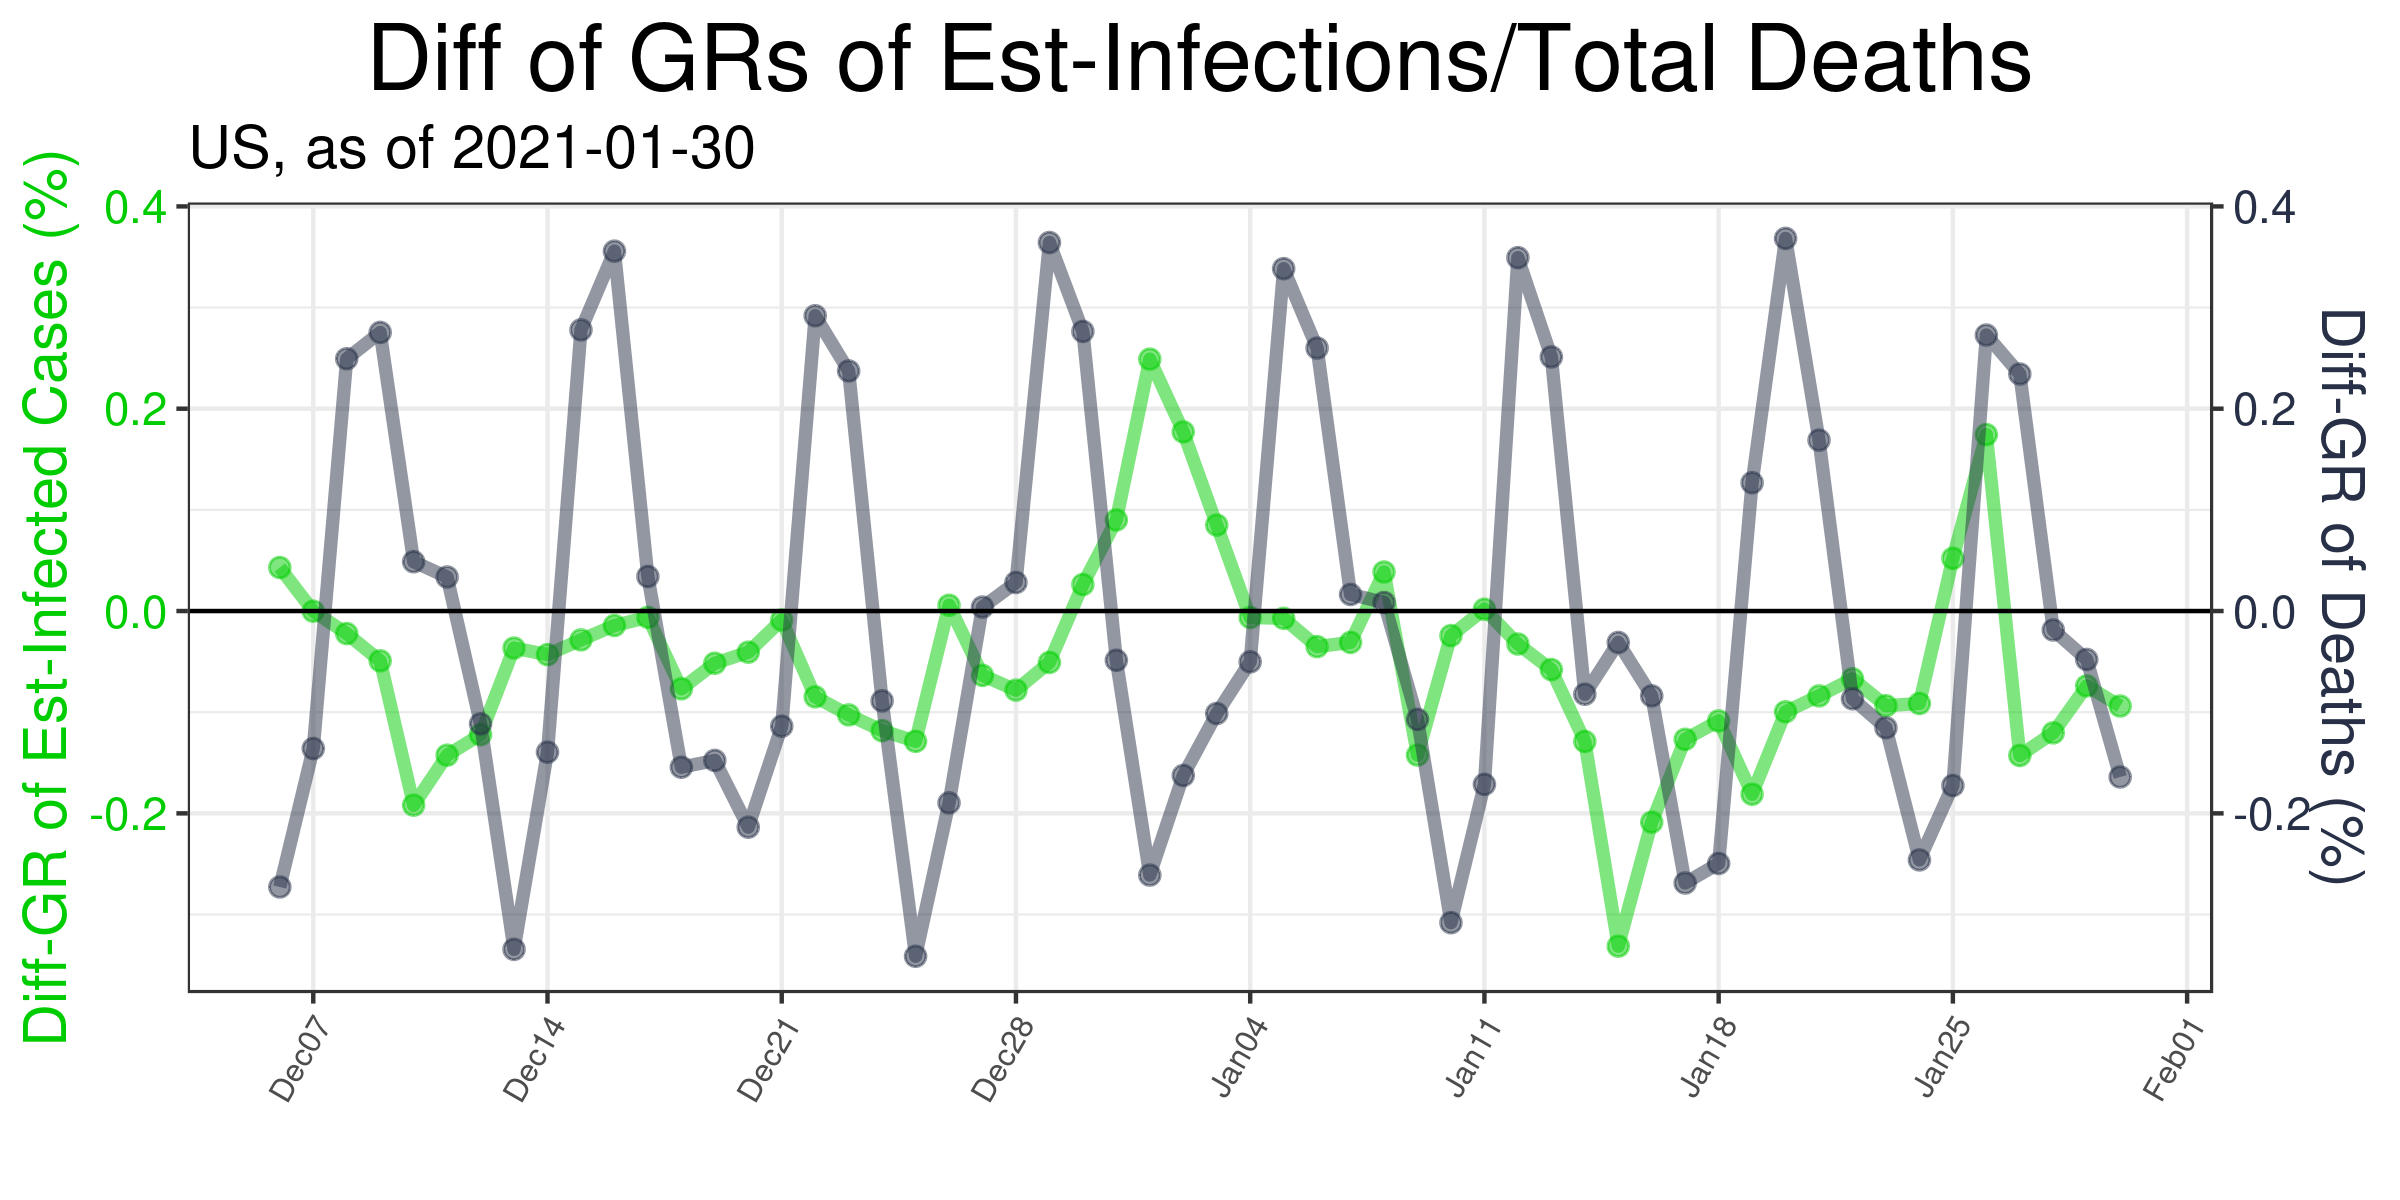 Diff of GRs of Est-Infections/Total Deaths
US, as of 2021-01-30
Diff-GR of Est-Infected Cases (%)
0.4
0.2
0.0
-0.2
0.4
0.2
0.0
-0.2
Diff-GR of Deaths (%)
Dec07
Dec14
Dec21
Dec28
Jan04
Jan11
Jan18
Jan25
Feb01